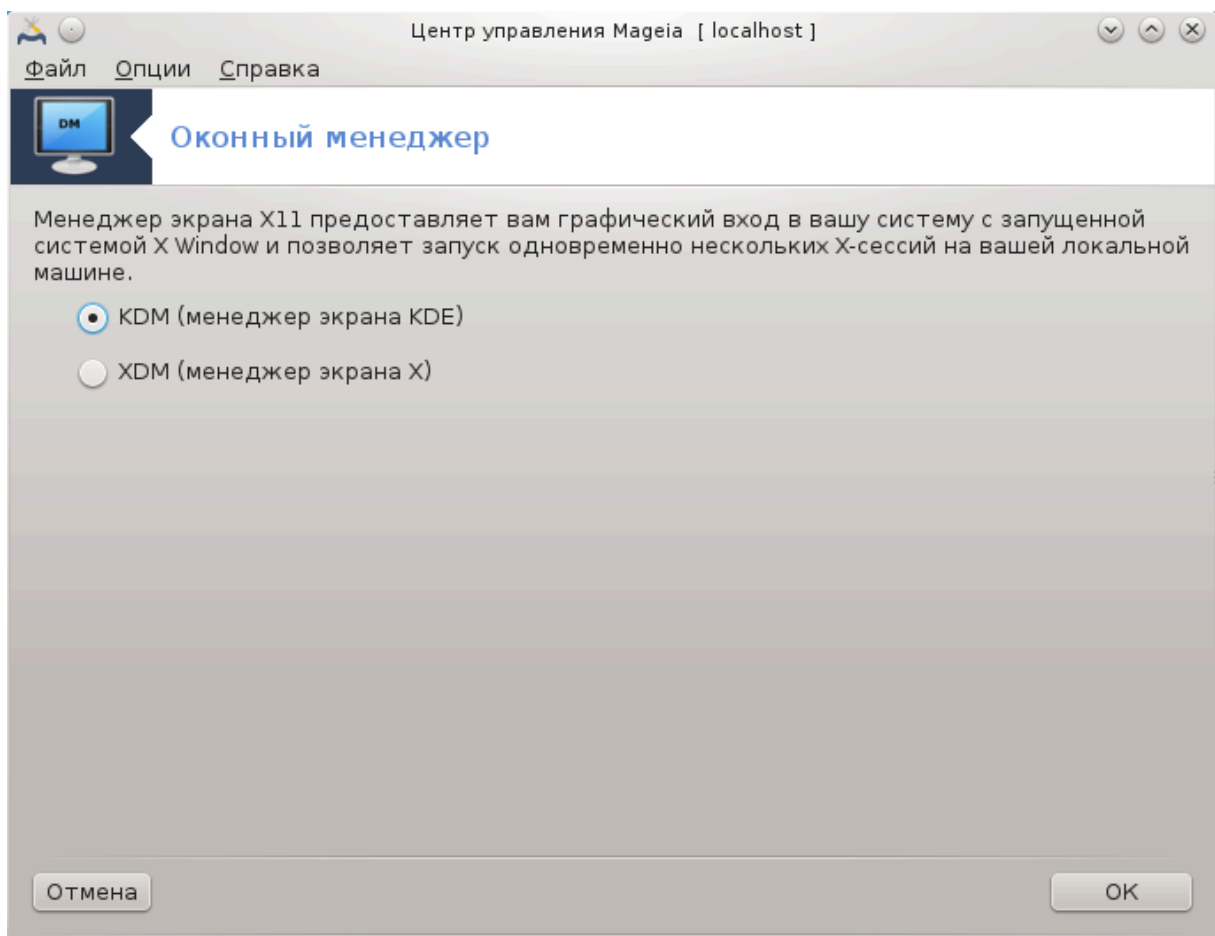 Центр управления Mageia [ localhost ]
Файл Опции Справка
DM
Оконный менеджер
Менеджер экрана X11 предоставляет вам графический вход в вашу систему с запущенной
системой X Window и позволяет запуск одновременно нескольких X-сессий на вашей локальной
машине.
KDM (менеджер экрана KDE)
XDM (менеджер экрана X)
Отмена
OK